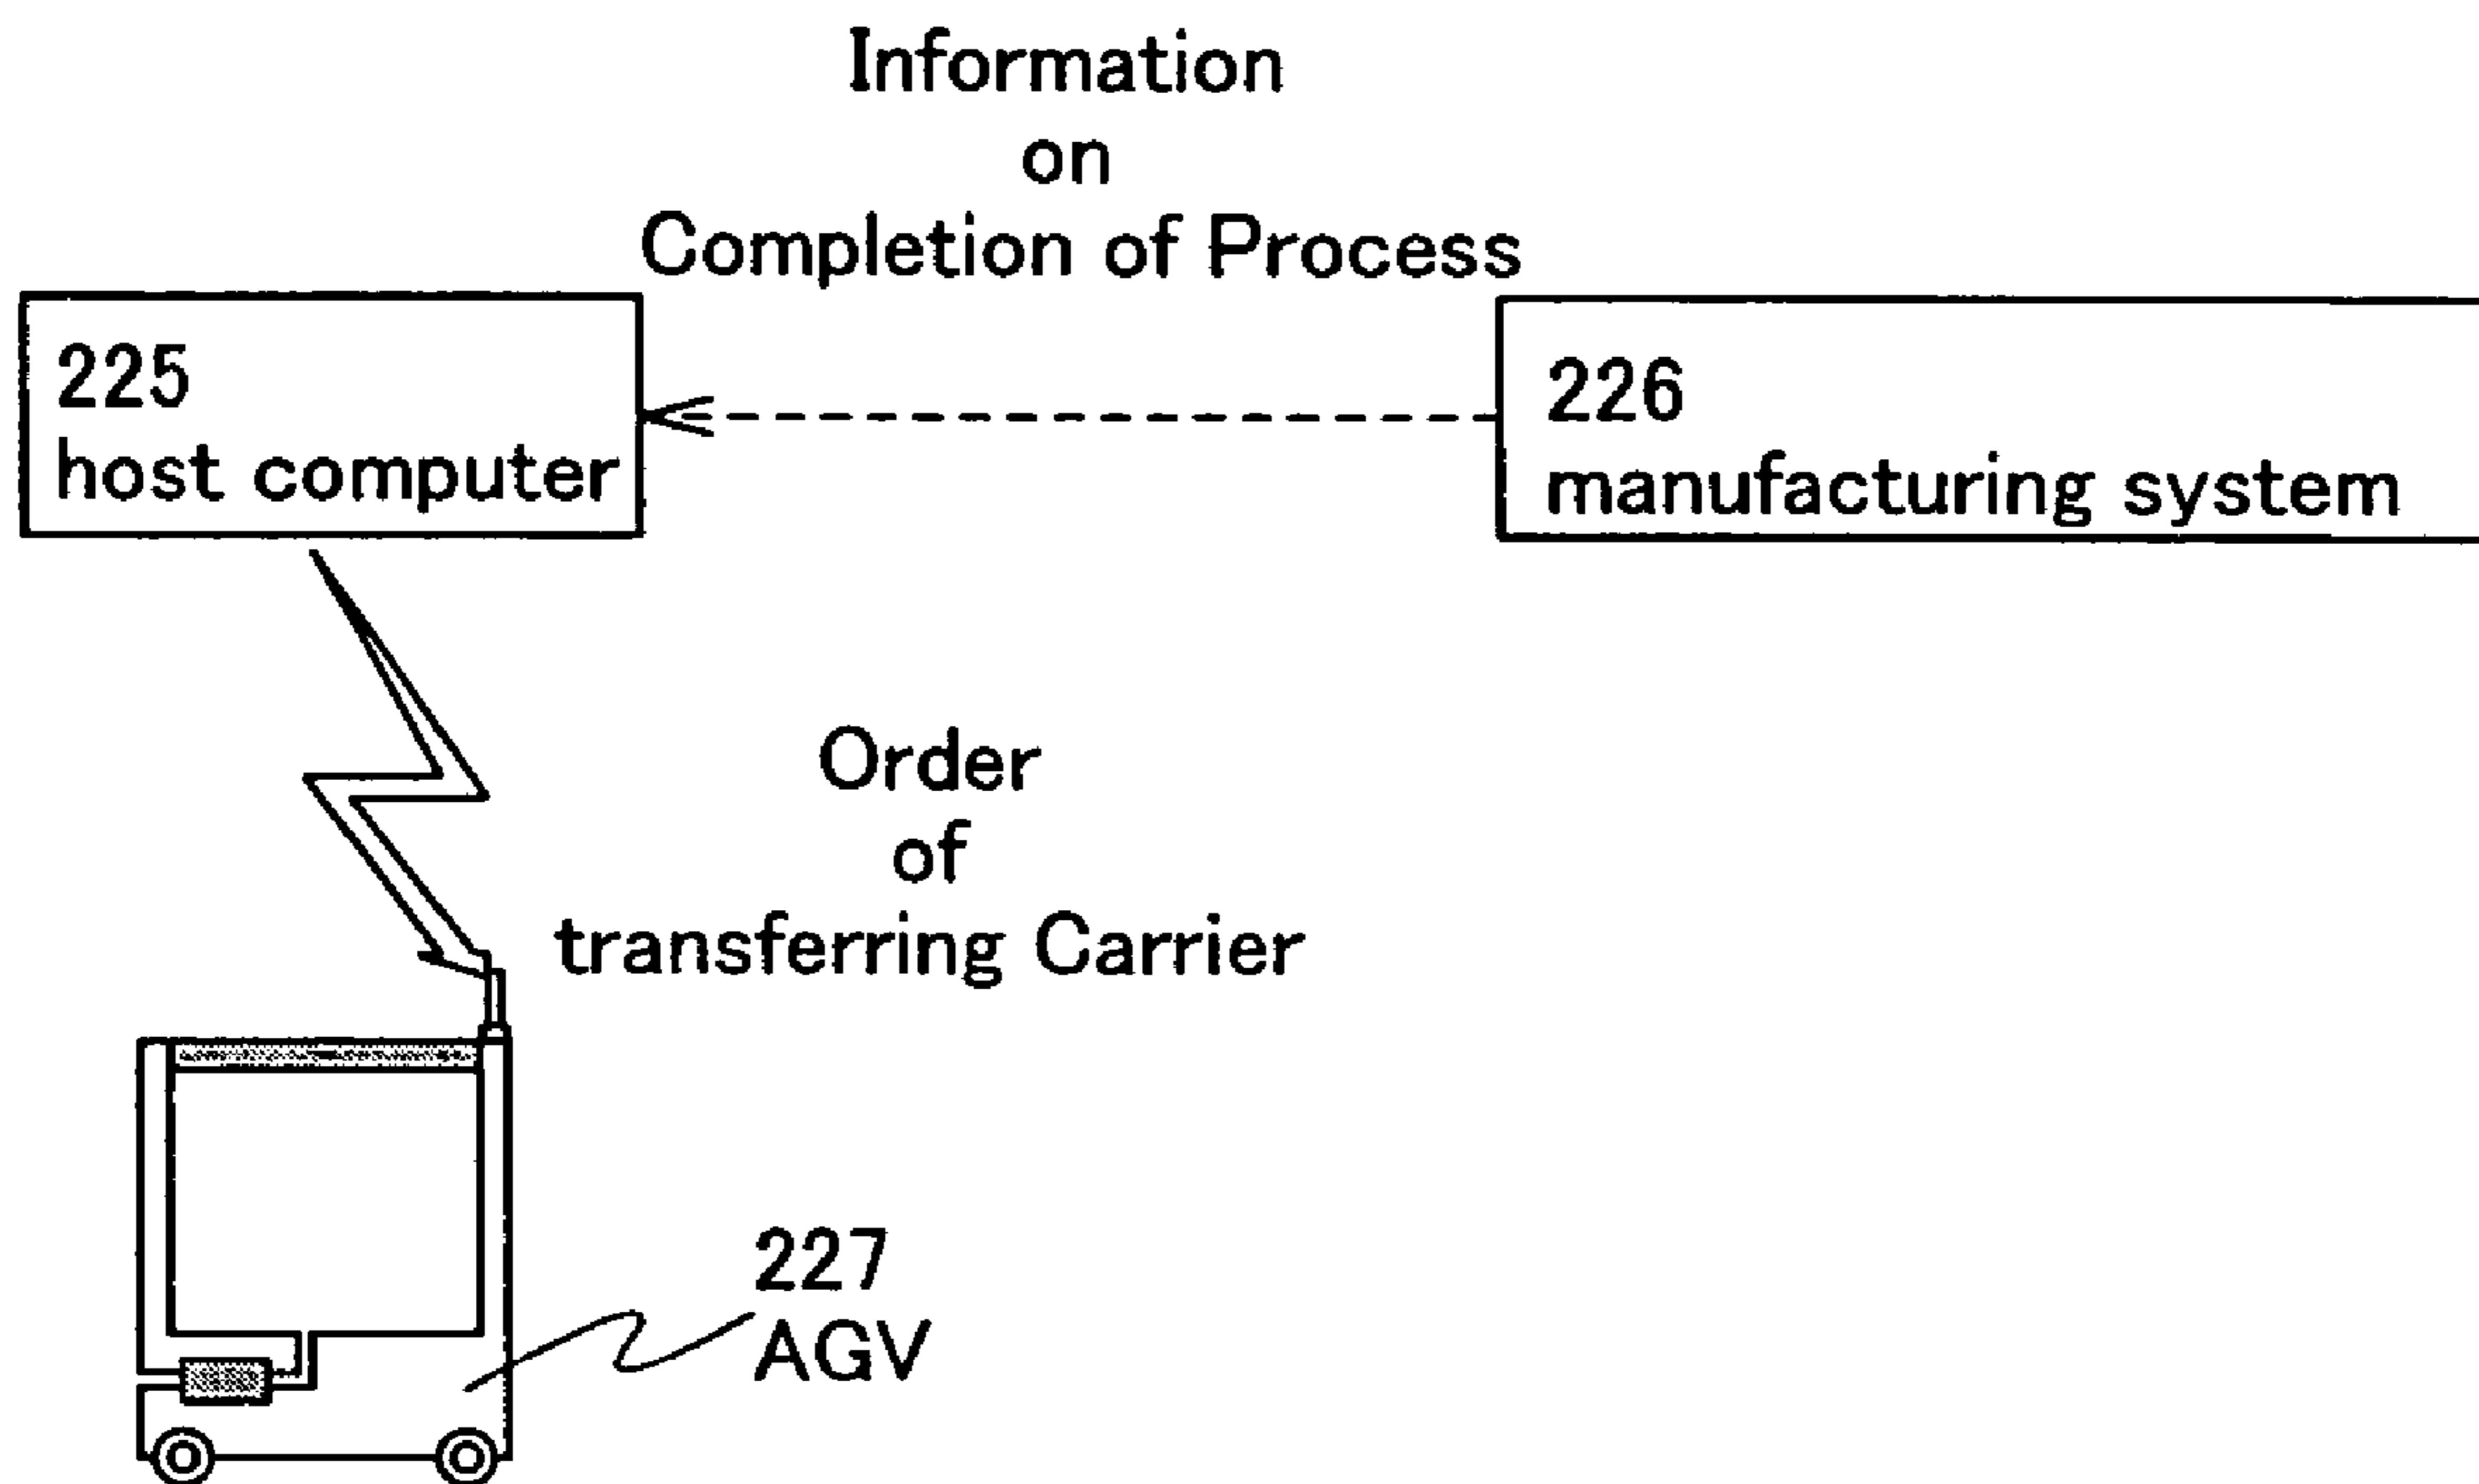 Information
on
Completion of Process
225
host computer
226
manufacturing system
Order
of
transferring Carrier
227
AGV